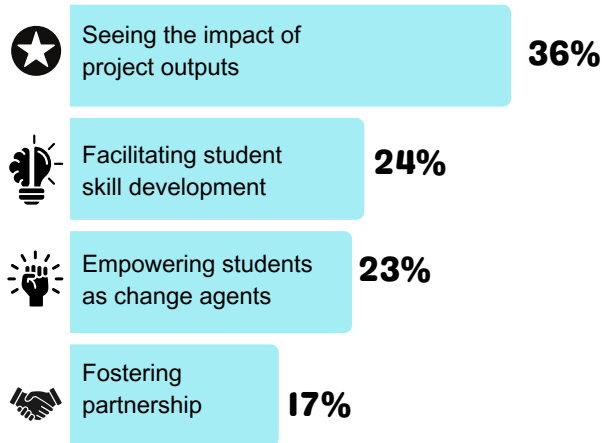 Seeing the impact of
project outputs
36%
Facilitating student
skill development
24%
Empowering students
as change agents
23%
Fostering
partnership
17%